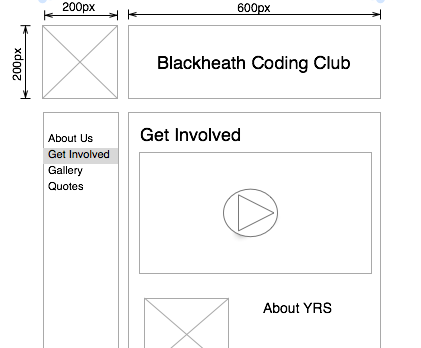 200px
600px
200px
Blackheath Coding Club
About Us
Get Involved
Gallery
Quotes
Get Involved
About YRS